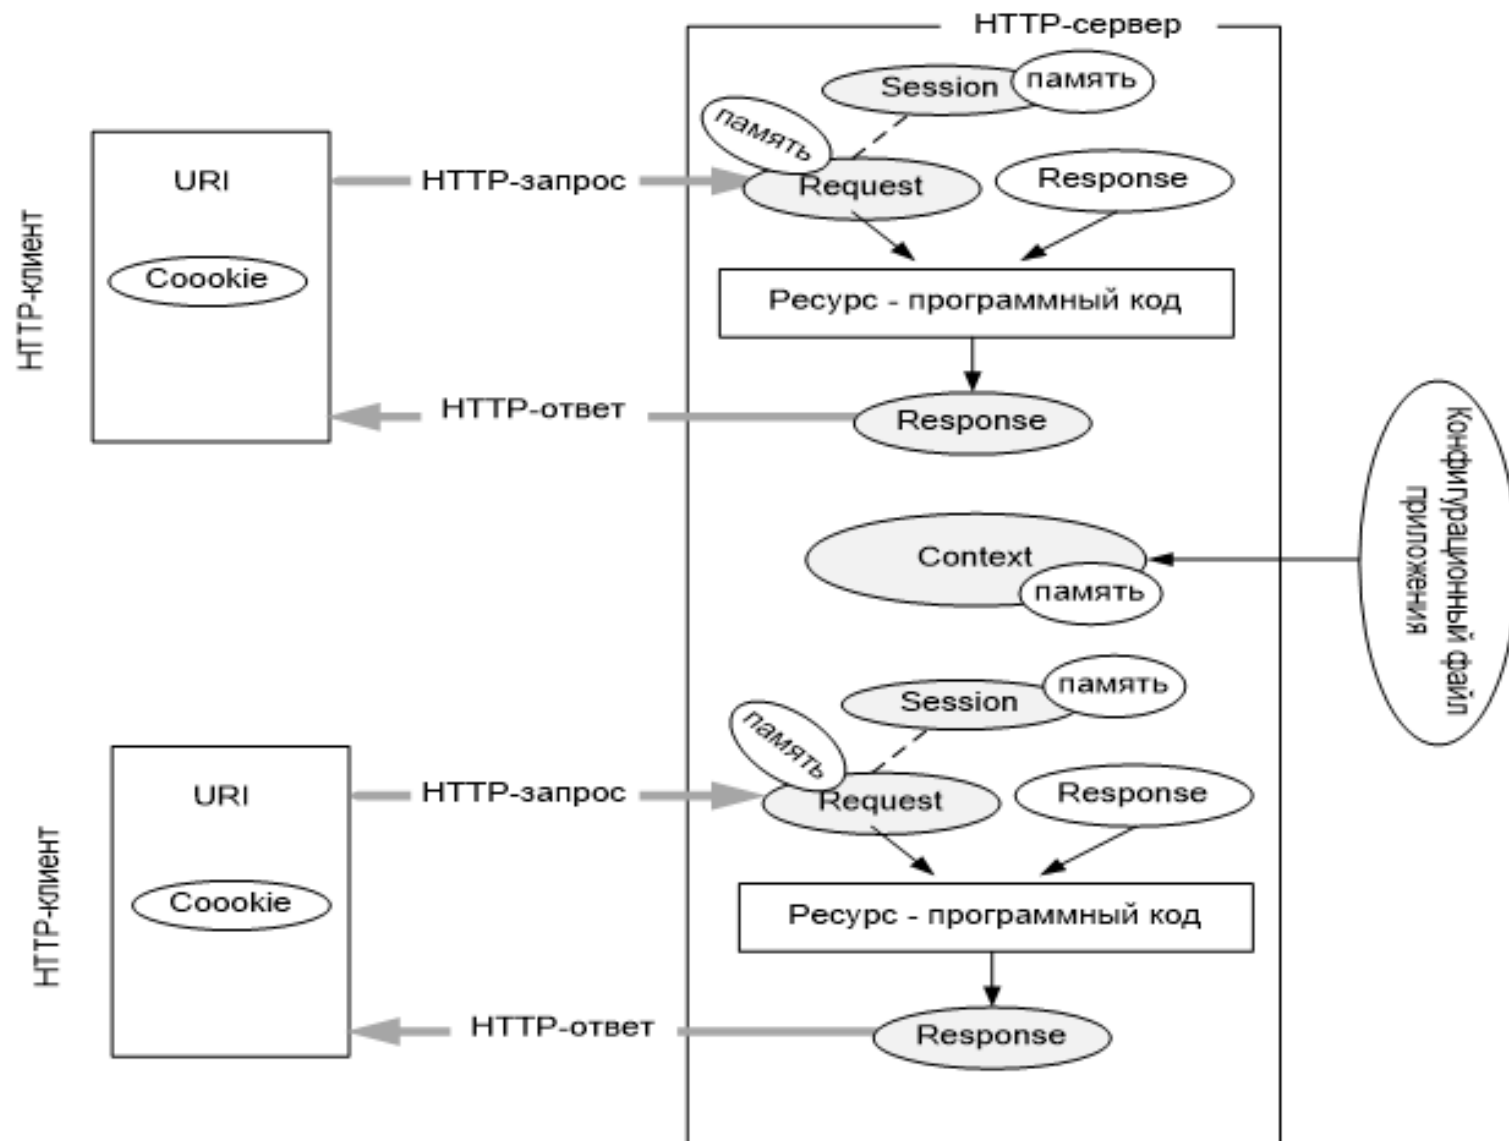 HTTP-сервер
Session
память
память
Request
Response
HTTP-клиент
URI
Coookie
HTTP-запрос
Ресурс - программный код
HTTP-ответ
Response
Context
память
Конфигурационный файл
приложения
Session
память
память
Request
Response
HTTP-клиент
URI
Coookie
HTTP-запрос
Ресурс - программный код
HTTP-ответ
Response